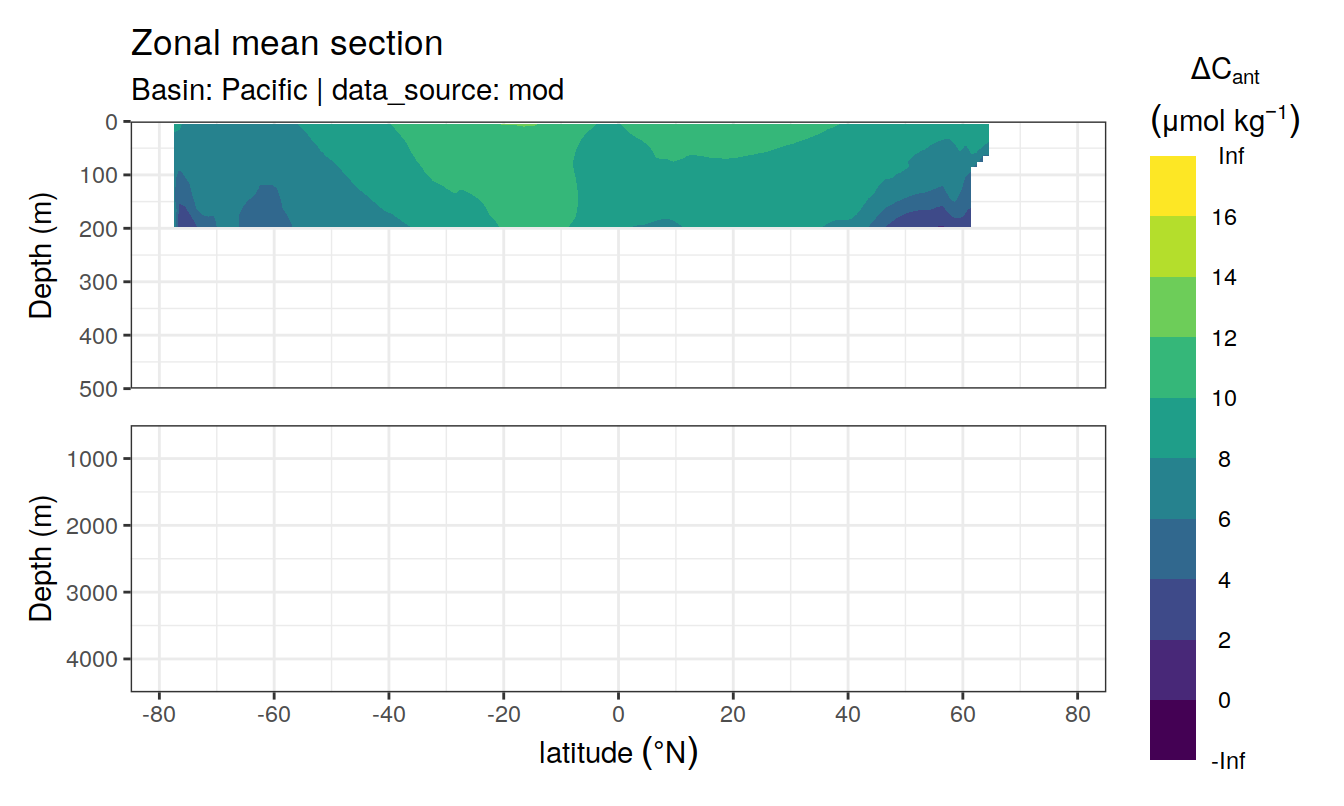 Zonal mean section
Basin: Pacific | data_source: mod
ΔCant
(μmol kg−1)
Inf
16
14
12
10
8
6
4
2
0
-Inf
Depth (m)
0
100
200
300
400
500
Depth (m)
1000
2000
3000
4000
-80 -60 -40 -20 0 20 40 60 80
latitude (°N)